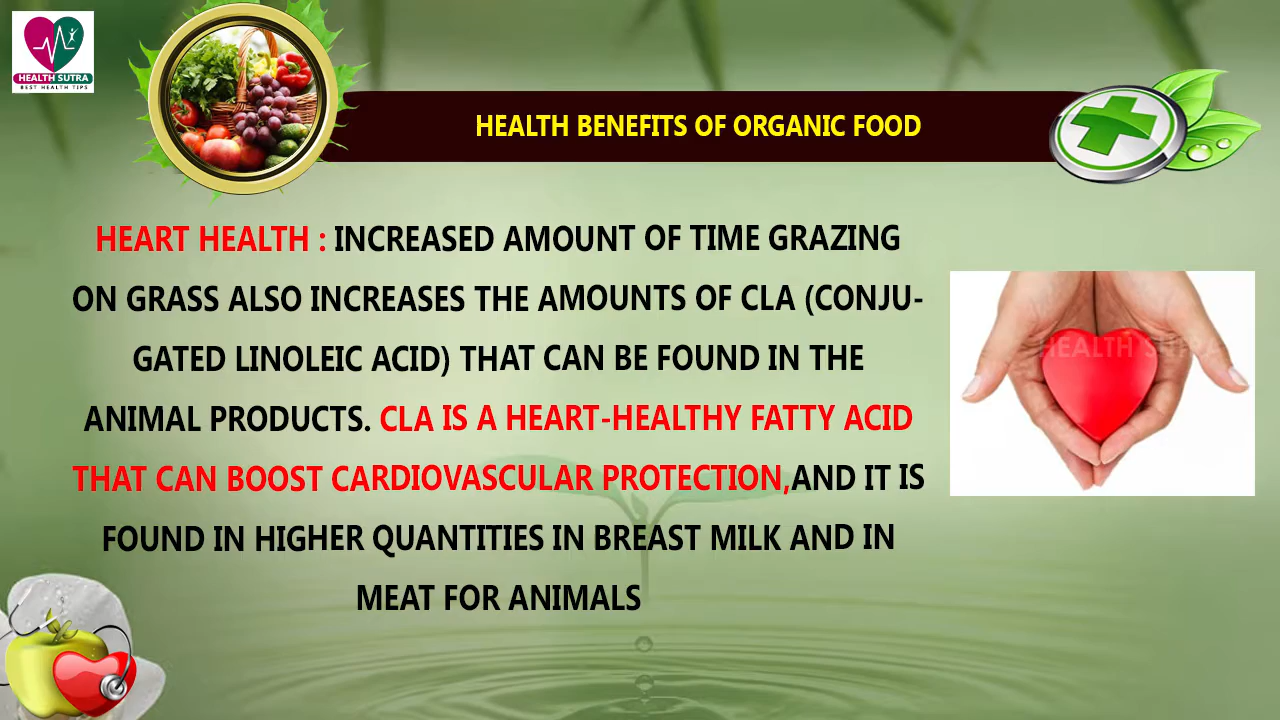 HEALTH SUTRA
BEST HEALTH TIPS
HEALTH BENEFITS OF ORGANIC FOOD
HEART HEALTH : INCREASED AMOUNT OF TIME GRAZING
ON GRASS ALSO INCREASES THE AMOUNTS OF CLA (CONJU-
GATED LINOLEIC ACID) THAT CAN BE FOUND IN THE
ANIMAL PRODUCTS. CLA IS A HEART-HEALTHY FATTY ACID
THAT CAN BOOST CARDIOVASCULAR PROTECTION,AND IT IS
FOUND IN HIGHER QUANTITIES IN BREAST MILK AND IN
MEAT FOR ANIMALS
HEALTH SUTRA